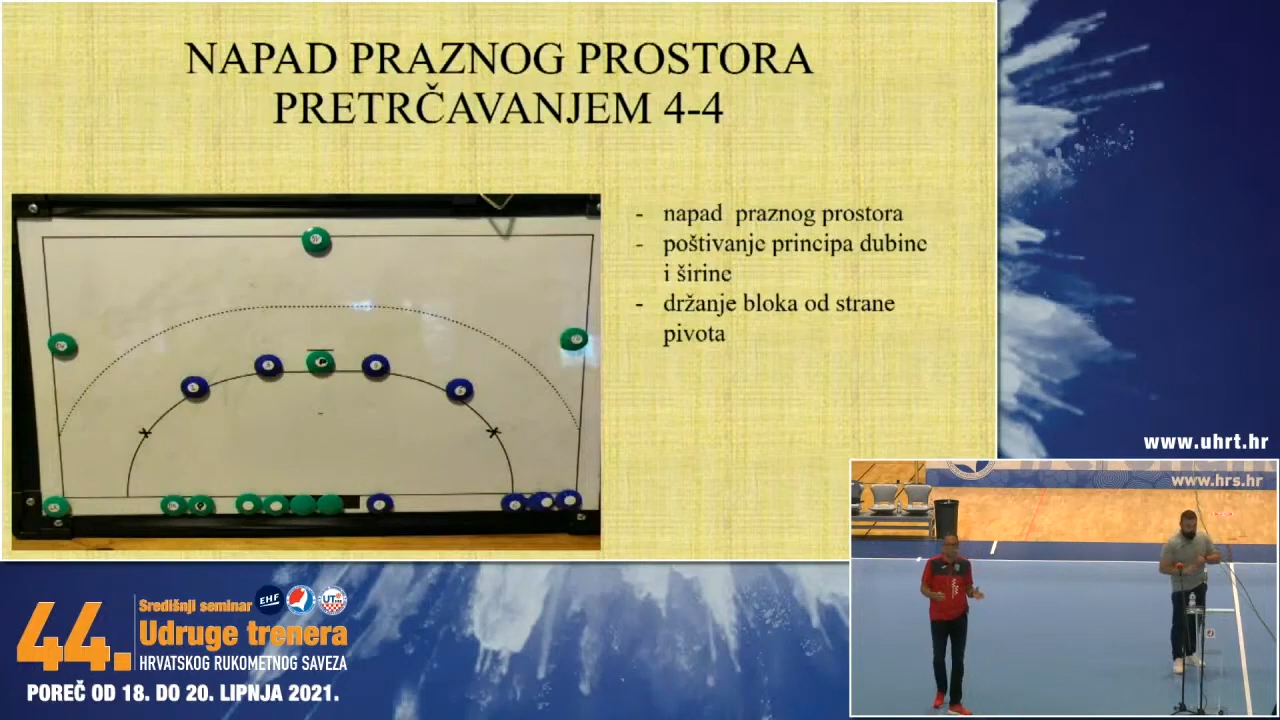 NAPAD PRAZNOG PROSTORA
PRETRČAVANJEM 4-4
- napad praznog prostora
- poštivanje principa dubine
i širine
- držanje bloka od strane
pivota
www.uhrt.hr
www.hrs.hr
44.
Središnji seminar
EHF
Udruge trenera
HRVATSKOG RUKOMETNOG SAVEZA
POREČ OD 18. DO 20. LIPNJA 2021.